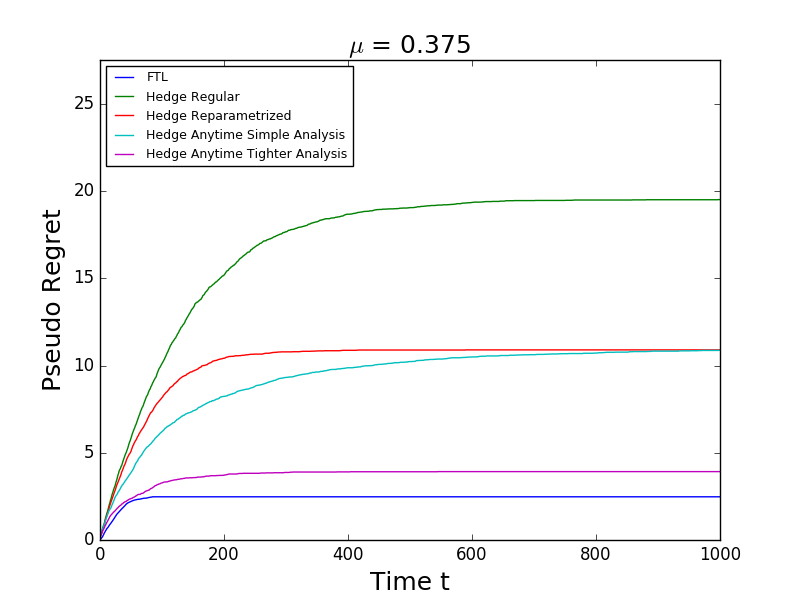 μ = 0.375
FTL
Hedge Regular
Hedge Reparametrized
Hedge Anytime Simple Analysis
Hedge Anytime Tighter Analysis
Pseudo Regret
25
20
15
10
5
0
0 200 400 600 800 1000
Time t